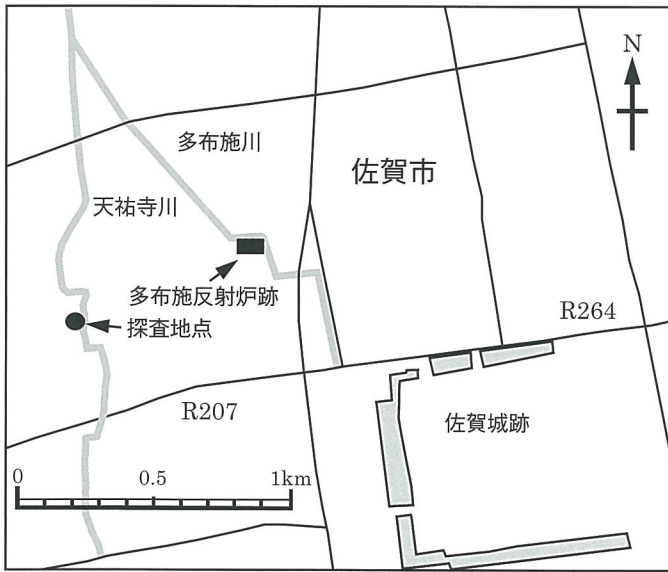 N
多布施川
佐賀市
天祐寺川
多布施反射炉跡
探査地点
R264
R207
佐賀城跡
0 0.5 1km